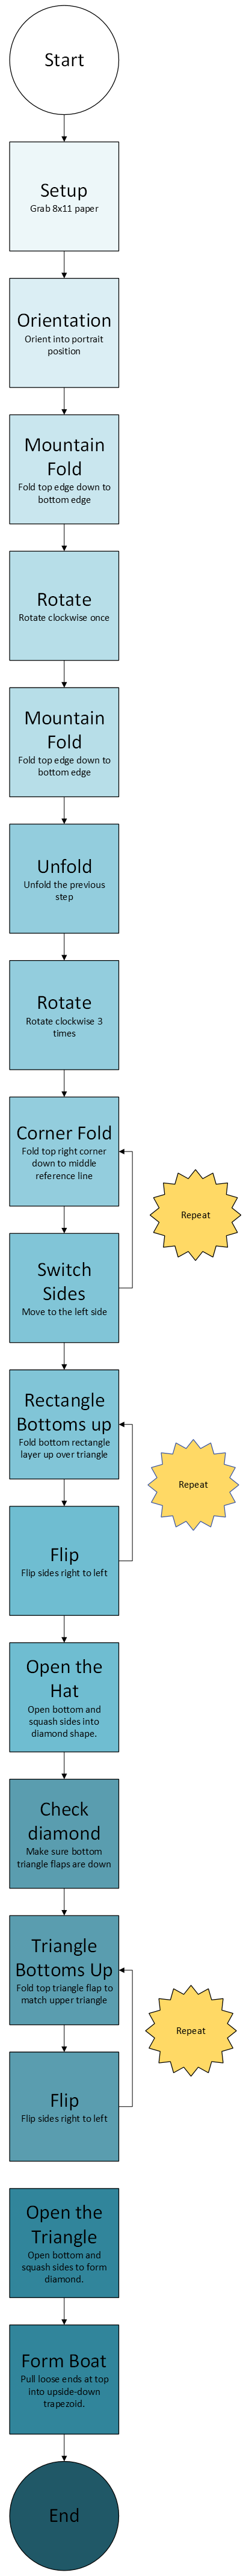 Start
Setup
Grab 8x11 paper
Orientation
Orient into portrait
position
Mountain
Fold
Fold top edge down to
bottom edge
Rotate
Rotate clockwise once
Mountain
Fold
Fold top edge down to
bottom edge
Unfold
Unfold the previous
step
Rotate
Rotate clockwise 3
times
Corner Fold
Fold top right corner
down to middle
reference line
Repeat
Switch
Sides
Move to the left side
Rectangle
Bottoms up
Fold bottom rectangle
layer up over triangle
Repeat
Flip
Flip sides right to left
Open the
Hat
Open bottom and
squash sides into
diamond shape.
Check
diamond
Make sure bottom
triangle flaps are down
Triangle
Bottoms Up
Fold top triangle flap to
match upper triangle
Repeat
Flip
Flip sides right to left
Open the
Triangle
Open bottom and
squash sides to form
diamond.
Form Boat
Pull loose ends at top
into upside-down
trapezoid.
End